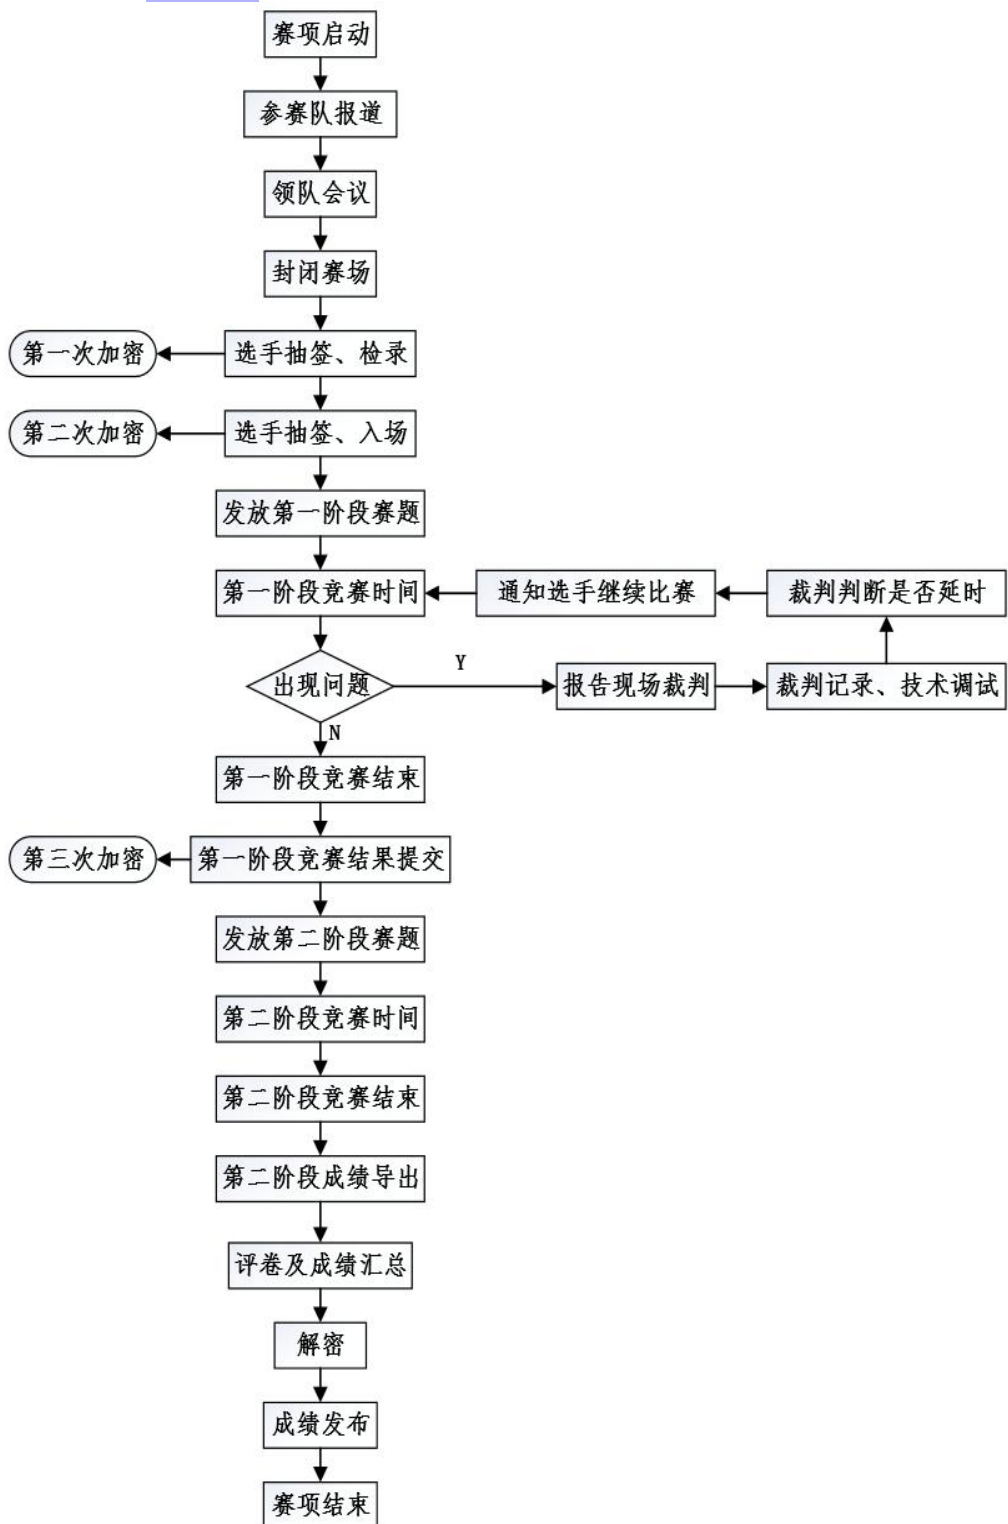 赛项启动
参赛队报道
领队会议
封闭赛场
第一次加密
选手抽签、检录
第二次加密
选手抽签、入场
发放第一阶段赛题
第一阶段竞赛时间
通知选手继续比赛
裁判判断是否延时
出现问题
Y
报告现场裁判
裁判记录、技术调试
N
第一阶段竞赛结束
第三次加密
第一阶段竞赛结果提交
发放第二阶段赛题
第二阶段竞赛时间
第二阶段竞赛结束
第二阶段成绩导出
评卷及成绩汇总
解密
成绩发布
赛项结束